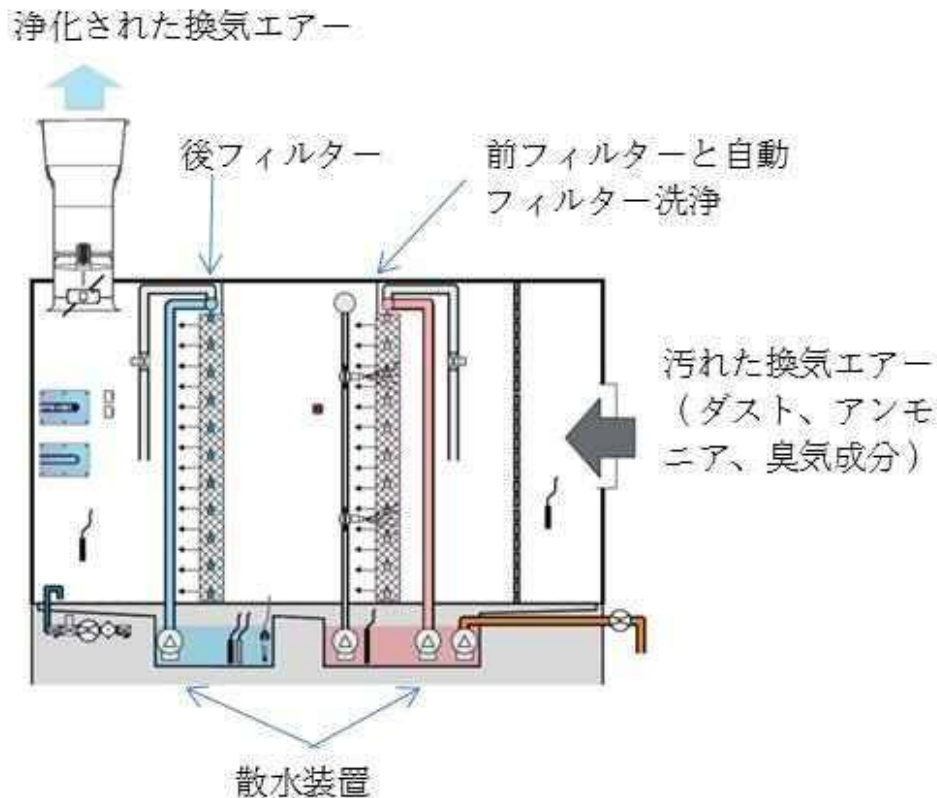 浄化された換気エアー
後フィルター
前フィルターと自動
フィルター洗浄
汚れた換気エアー
（ダスト、アンモ
ニア、臭気成分）
散水装置